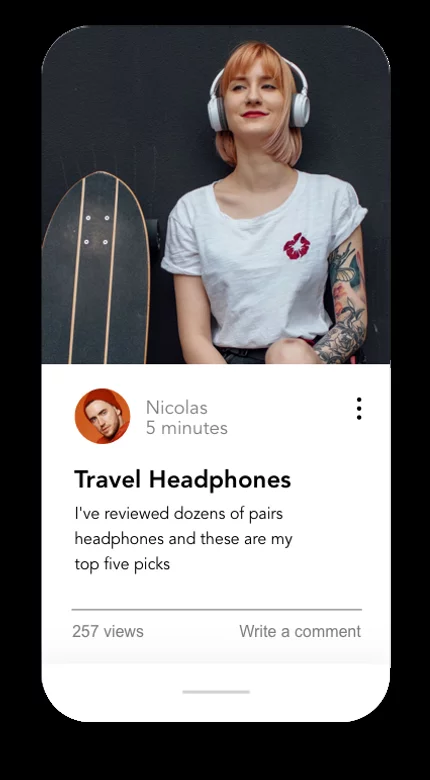 Nicolas
5 minutes
Travel Headphones
I've reviewed dozens of pairs
headphones and these are my
top five picks
257 views
Write a comment